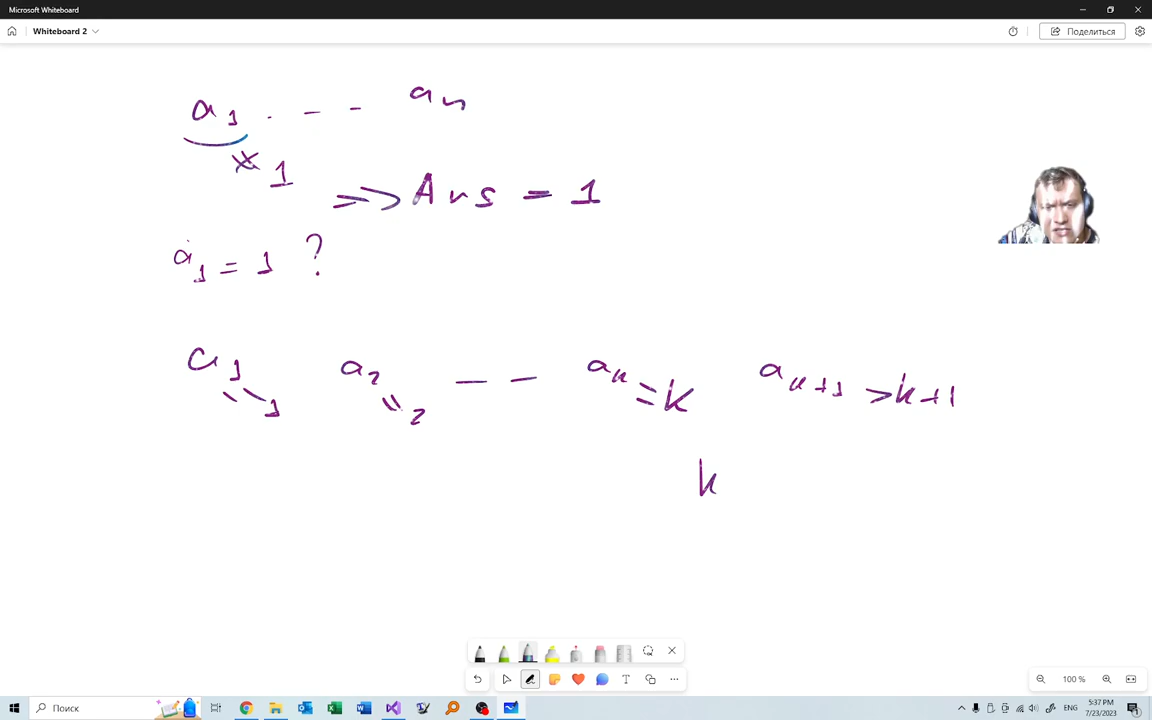 Microsoft Whiteboard
Whiteboard 2
Поделиться
a₁ . - - aₙ
≠ 1
=> Ans = 1
a₁ = 1 ?
a₁ = 1 a₂ = 2 - - aₖ = k aₖ₊₁ > k+1
k
100 %
Поиск
ENG
5:37 PM
7/23/2023